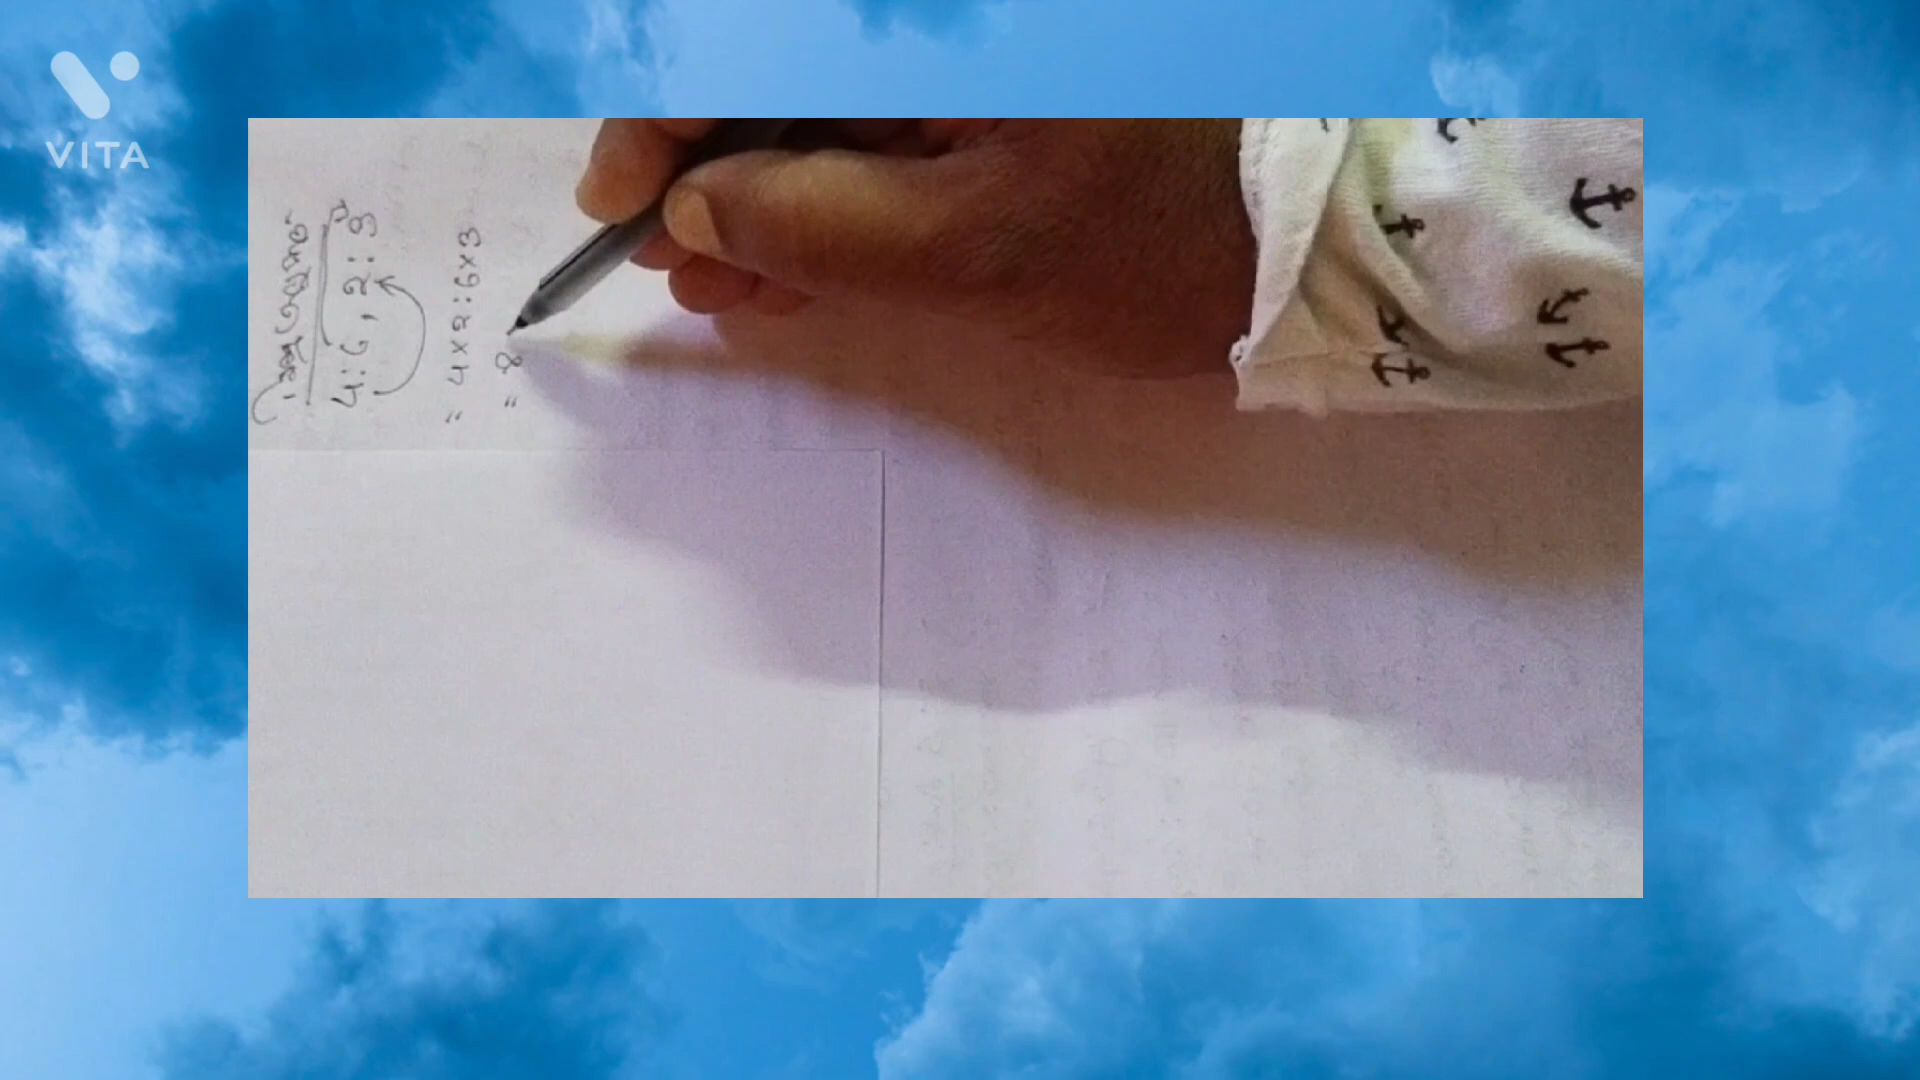 VITA
4:6, 2:3
= 4×2:6×3
= 8